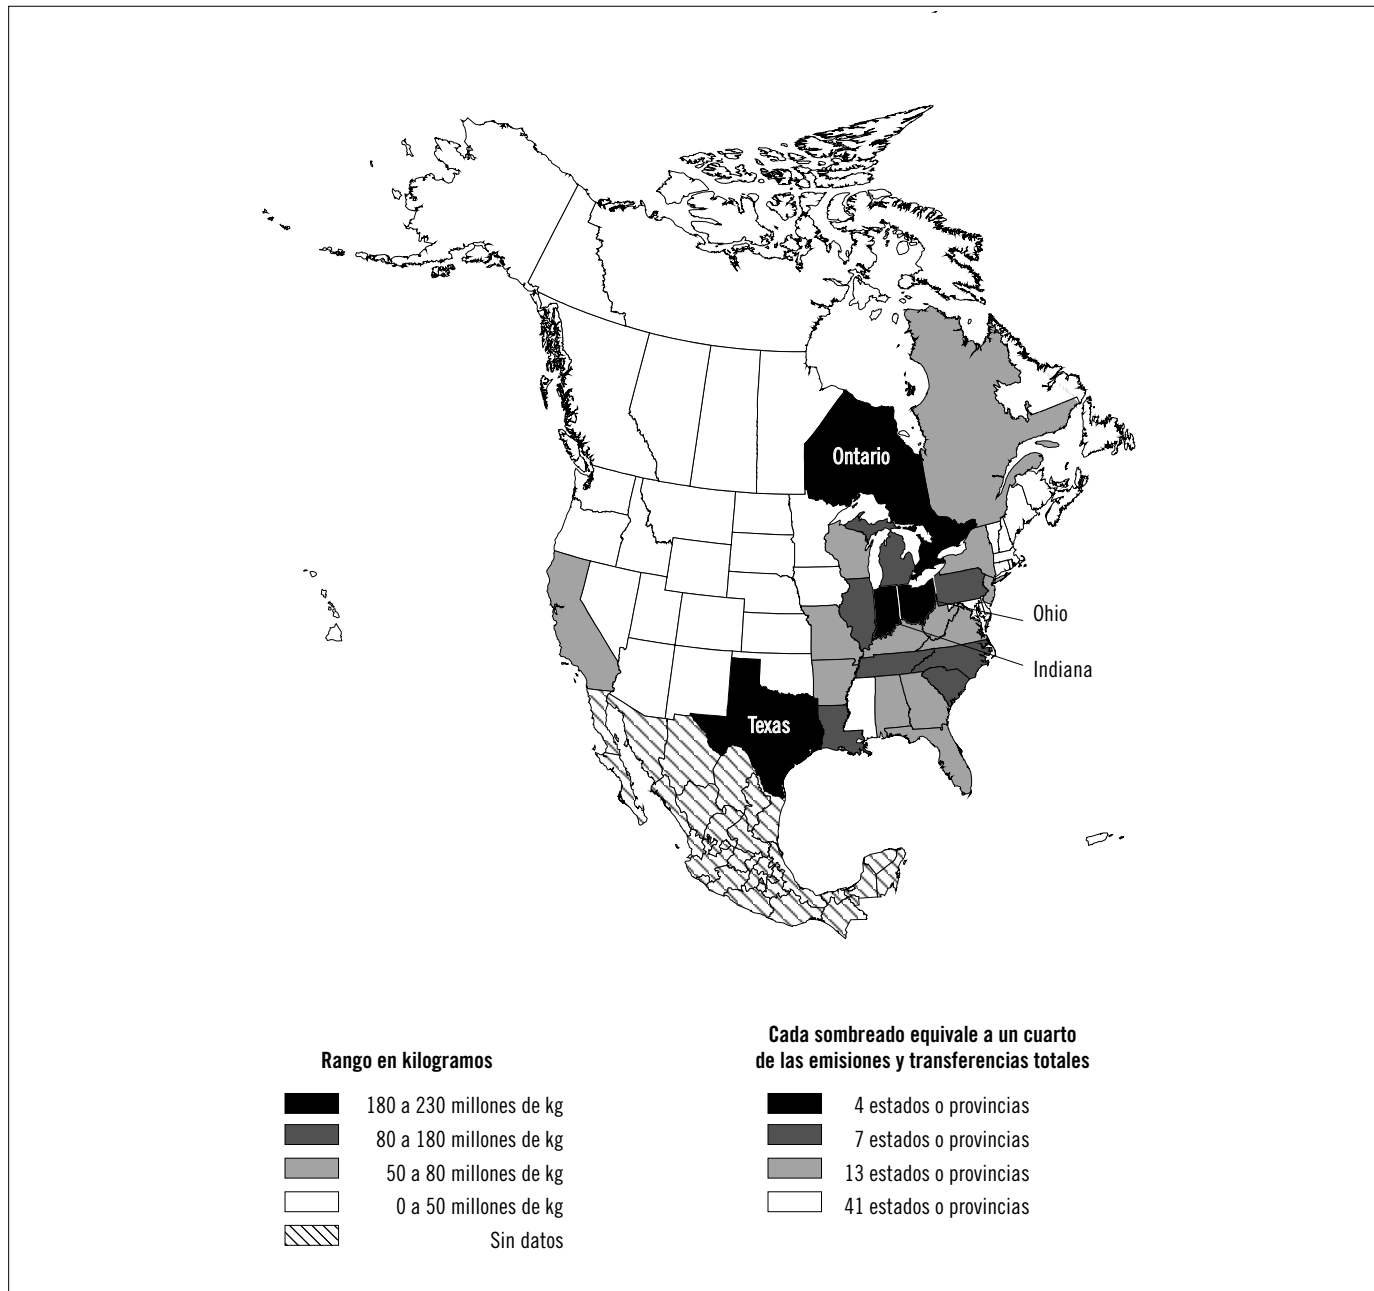 Ontario
Ohio
Indiana
Texas
Rango en kilogramos
180 a 230 millones de kg
80 a 180 millones de kg
50 a 80 millones de kg
0 a 50 millones de kg
Sin datos
Cada sombreado equivale a un cuarto
de las emisiones y transferencias totales
4 estados o provincias
7 estados o provincias
13 estados o provincias
41 estados o provincias